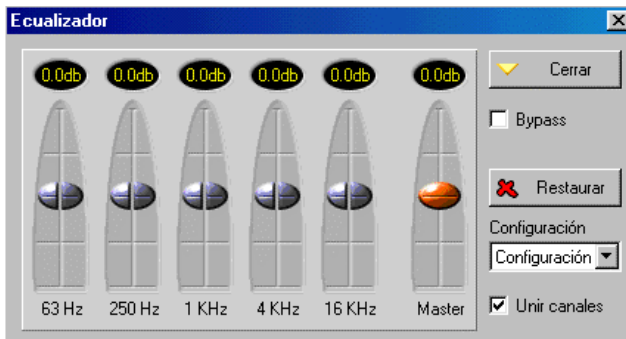 Ecualizador
0.0db 0.0db 0.0db 0.0db 0.0db 0.0db
Cerrar
Bypass
Restaurar
Configuración
Configuración
63 Hz 250 Hz 1 KHz 4 KHz 16 KHz Master
Unir canales